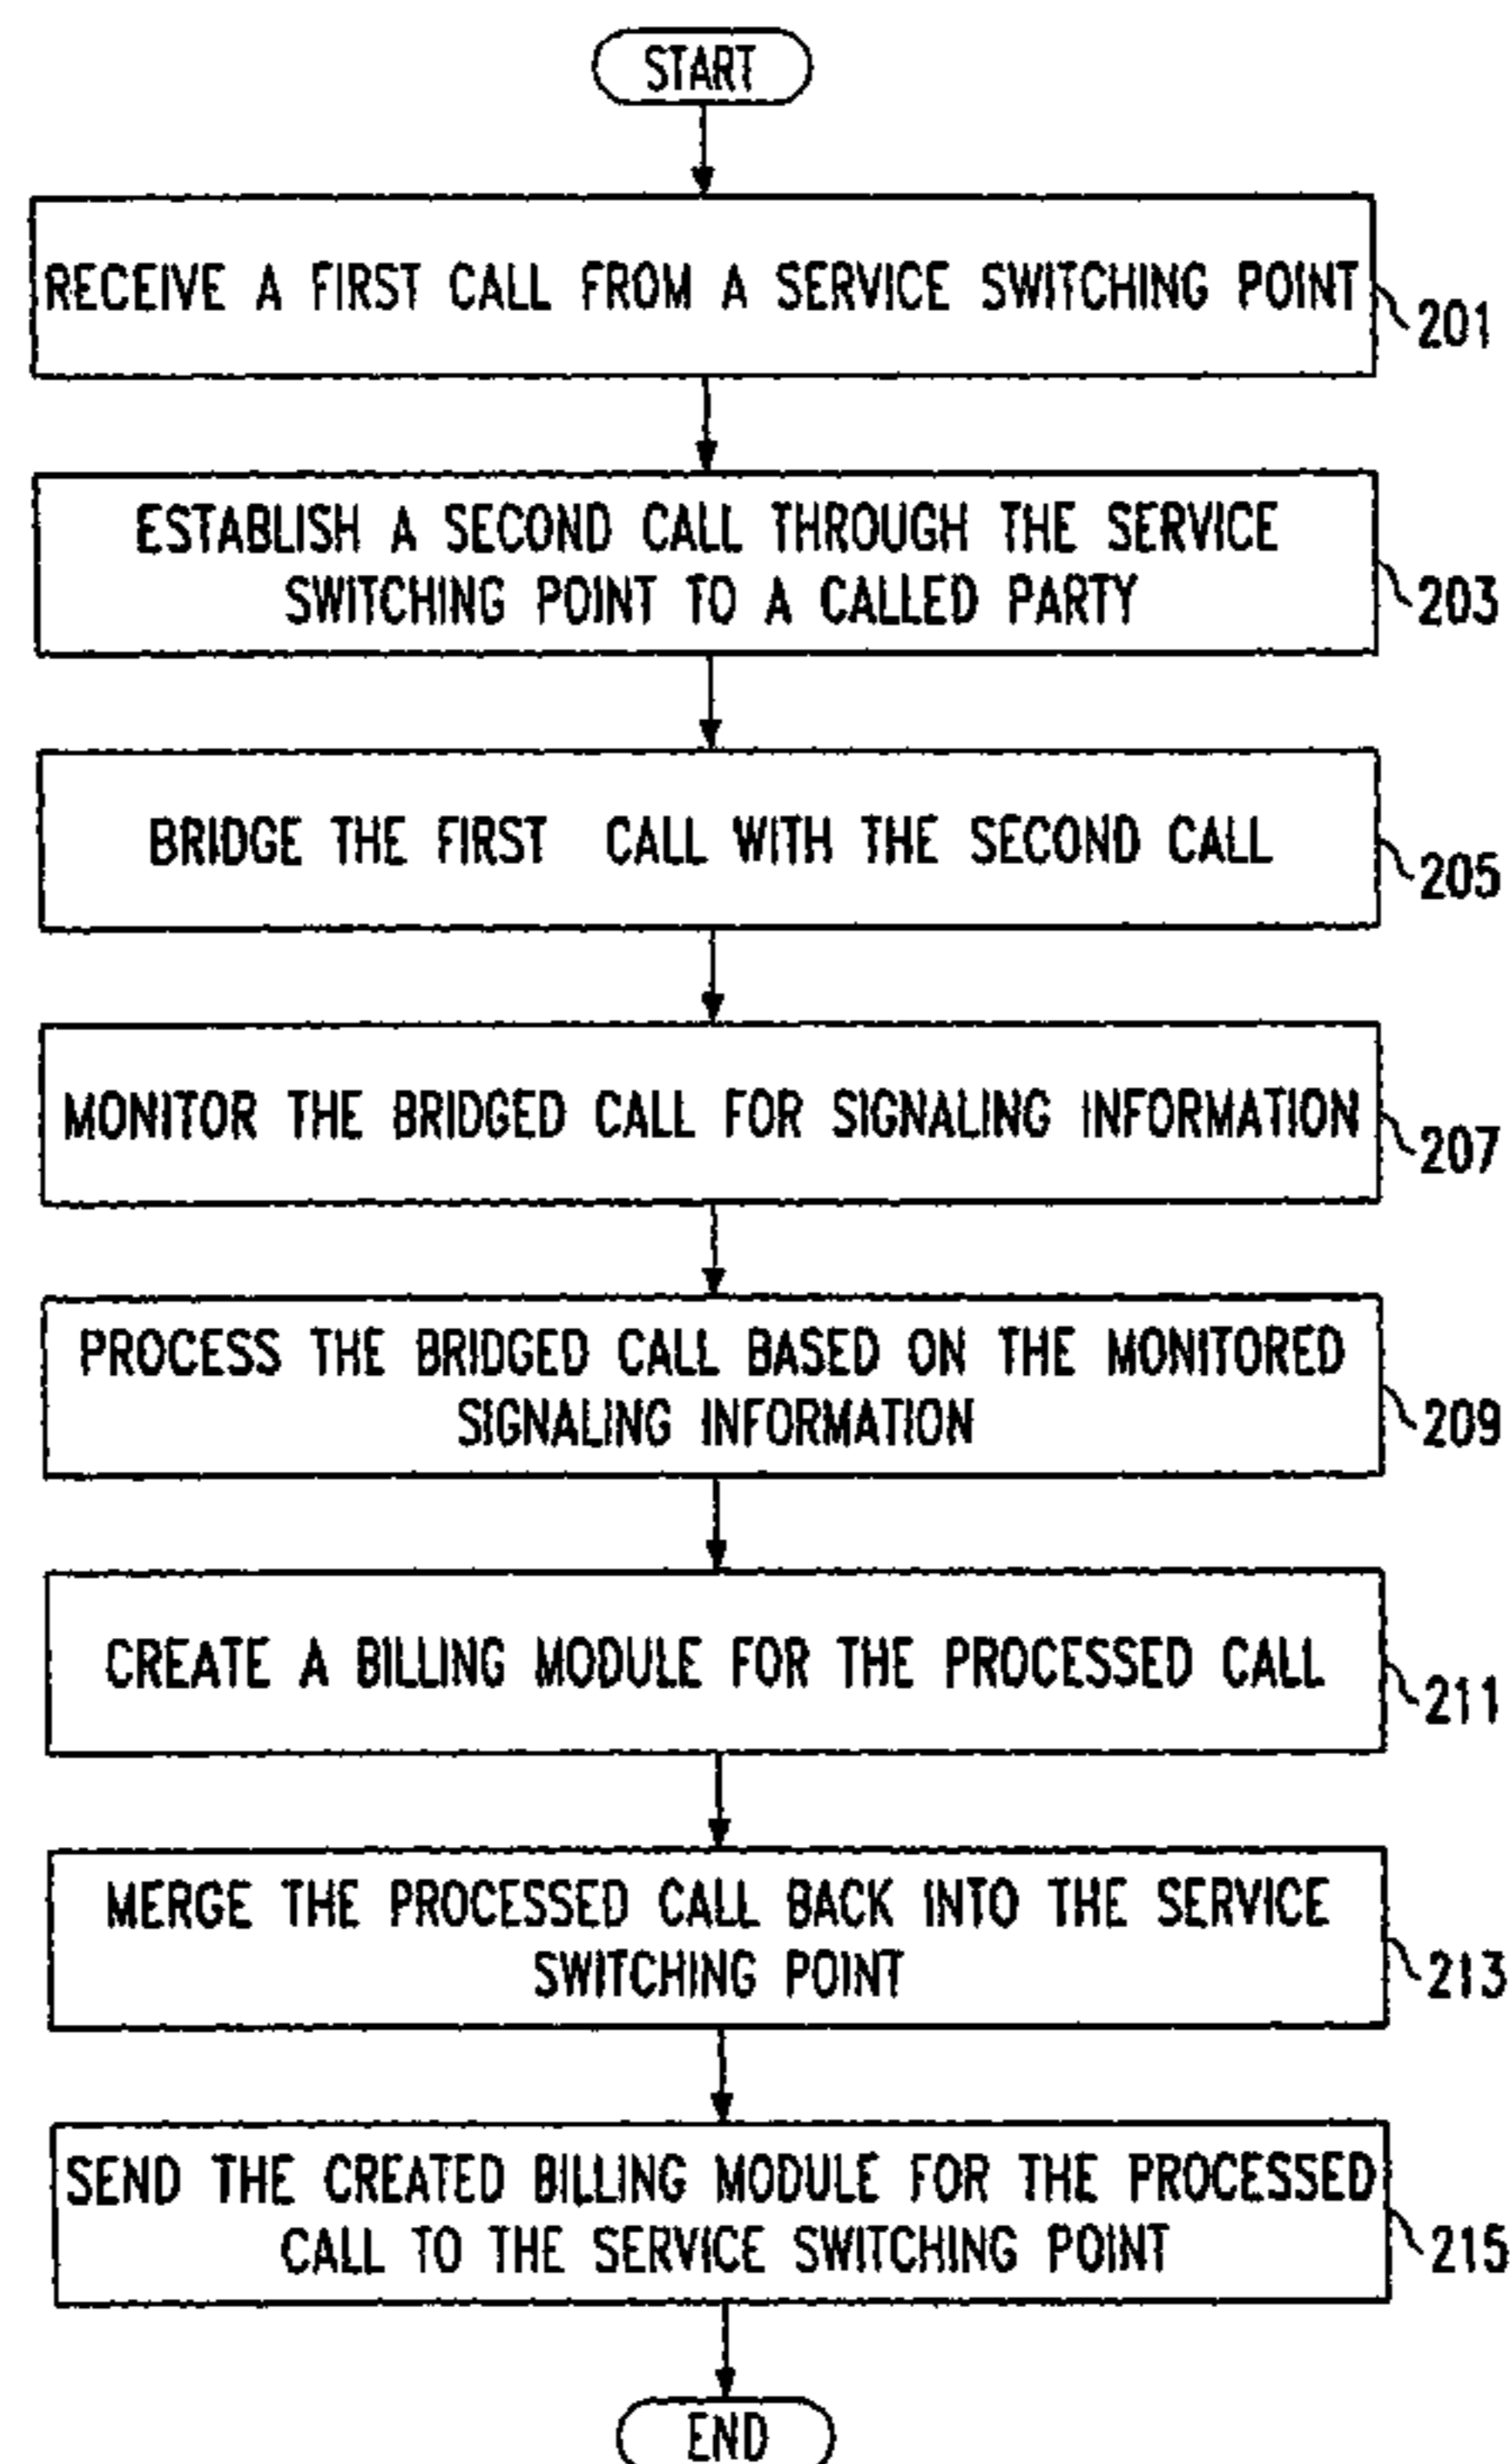 START
RECEIVE A FIRST CALL FROM A SERVICE SWITCHING POINT
201
ESTABLISH A SECOND CALL THROUGH THE SERVICE
SWITCHING POINT TO A CALLED PARTY
203
BRIDGE THE FIRST CALL WITH THE SECOND CALL
205
MONITOR THE BRIDGED CALL FOR SIGNALING INFORMATION
207
PROCESS THE BRIDGED CALL BASED ON THE MONITORED
SIGNALING INFORMATION
209
CREATE A BILLING MODULE FOR THE PROCESSED CALL
211
MERGE THE PROCESSED CALL BACK INTO THE SERVICE
SWITCHING POINT
213
SEND THE CREATED BILLING MODULE FOR THE PROCESSED
CALL TO THE SERVICE SWITCHING POINT
215
END